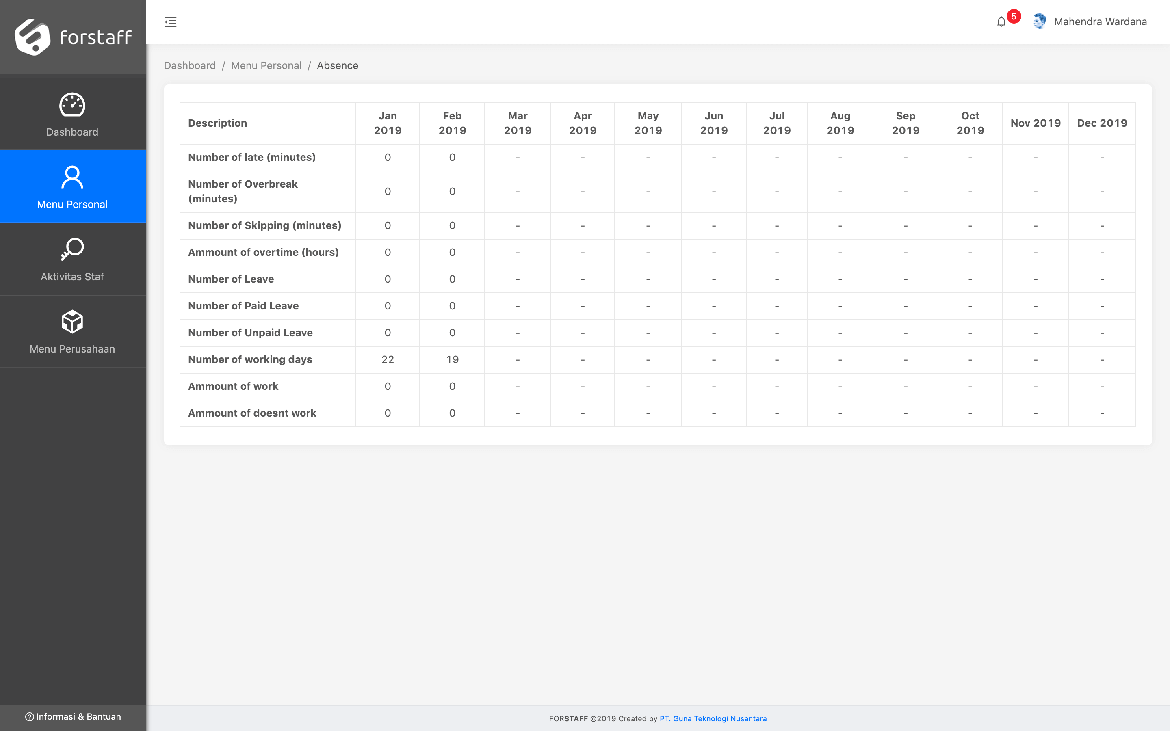 forstaff
5
Mahendra Wardana
Dashboard / Menu Personal / Absence
Dashboard
Menu Personal
Aktivitas Staf
Menu Perusahaan
Informasi & Bantuan
Description Jan 2019 Feb 2019 Mar 2019 Apr 2019 May 2019 Jun 2019 Jul 2019 Aug 2019 Sep 2019 Oct 2019 Nov 2019 Dec 2019
Number of late (minutes) 0 0 - - - - - - - - - -
Number of Overbreak (minutes) 0 0 - - - - - - - - - -
Number of Skipping (minutes) 0 0 - - - - - - - - - -
Ammount of overtime (hours) 0 0 - - - - - - - - - -
Number of Leave 0 0 - - - - - - - - - -
Number of Paid Leave 0 0 - - - - - - - - - -
Number of Unpaid Leave 0 0 - - - - - - - - - -
Number of working days 22 19 - - - - - - - - - -
Ammount of work 0 0 - - - - - - - - - -
Ammount of doesnt work 0 0 - - - - - - - - - -
FORSTAFF ©2019 Created by PT. Guna Teknologi Nusantara